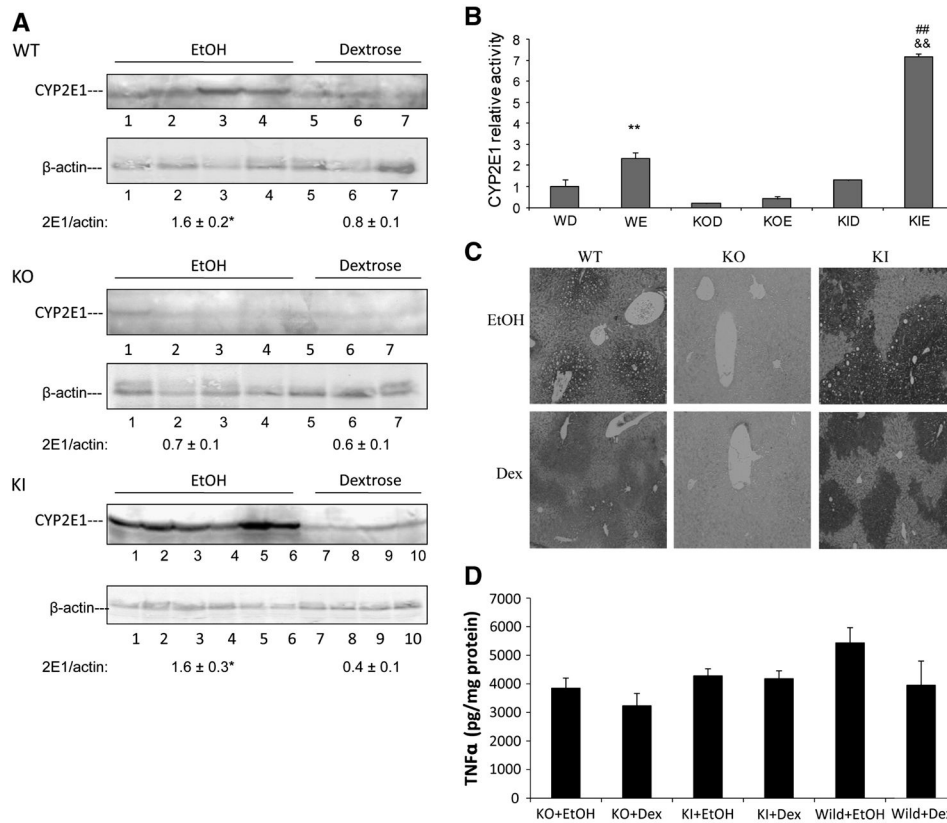 A
WT
EtOH Dextrose
CYP2E1---
1 2 3 4 5 6 7
β-actin---
1 2 3 4 5 6 7
2E1/actin: 1.6 ± 0.2* 0.8 ± 0.1
KO
EtOH Dextrose
CYP2E1---
1 2 3 4 5 6 7
β-actin---
1 2 3 4 5 6 7
2E1/actin: 0.7 ± 0.1 0.6 ± 0.1
KI
EtOH Dextrose
CYP2E1---
1 2 3 4 5 6 7 8 9 10
β-actin---
1 2 3 4 5 6 7 8 9 10
2E1/actin: 1.6 ± 0.3* 0.4 ± 0.1
B
CYP2E1 relative activity
8
7
6
5
4
3
2
1
0
**
##
&&
WD WE KOD KOE KID KIE
C
WT KO KI
EtOH
Dex
D
TNFα (pg/mg protein)
7000
6000
5000
4000
3000
2000
1000
0
KO+EtOH KO+Dex KI+EtOH KI+Dex Wild+EtOH Wild+Dex